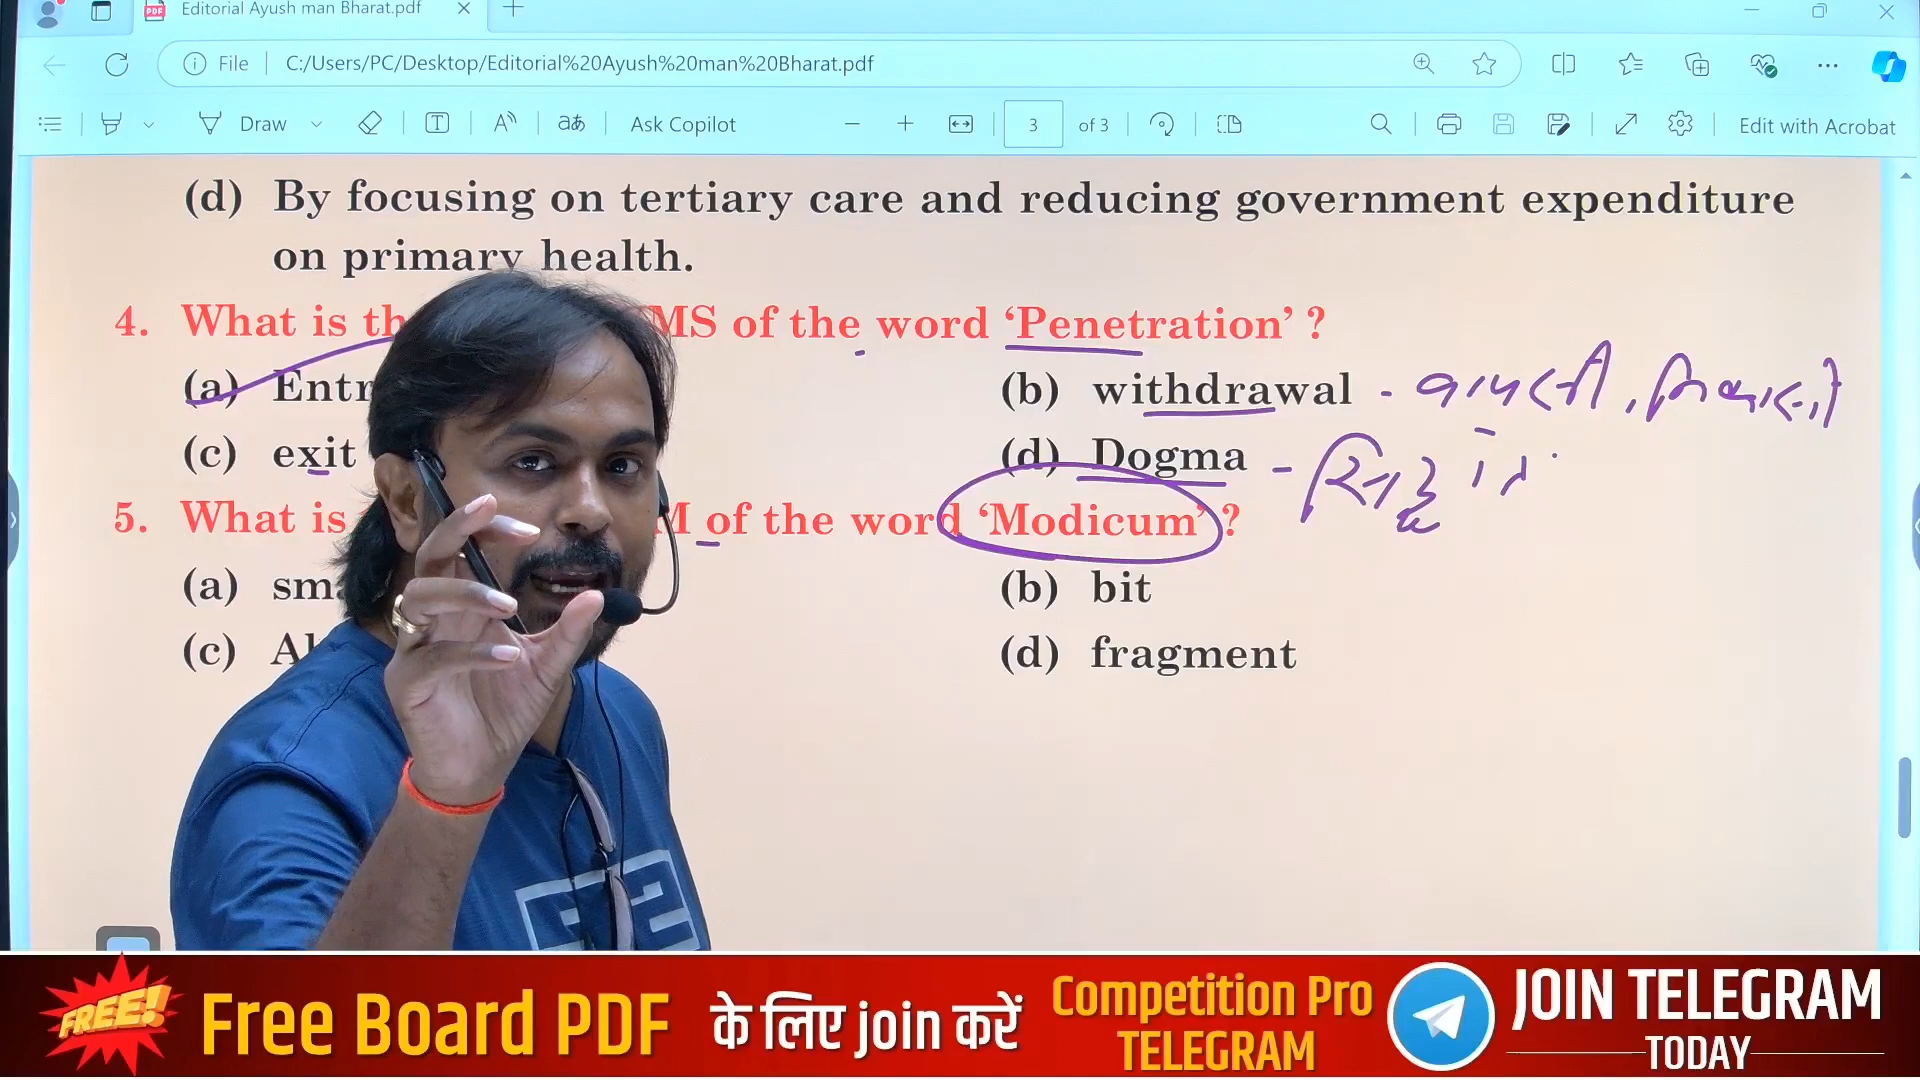 Editorial Ayush man Bharat.pdf
File C:/Users/PC/Desktop/Editorial%20Ayush%20man%20Bharat.pdf
Draw Ask Copilot 3 of 3 Edit with Acrobat
(d) By focusing on tertiary care and reducing government expenditure
on primary health.
4. What is th MS of the word ‘Penetration’ ?
(a) Entr (b) withdrawal - वापसी, निकासी
(c) exit (d) Dogma - सिद्धांत
5. What is M of the word ‘Modicum’ ?
(a) sma (b) bit
(c) Al (d) fragment
FREE!
Free Board PDF के लिए join करें
Competition Pro
TELEGRAM
JOIN TELEGRAM
TODAY